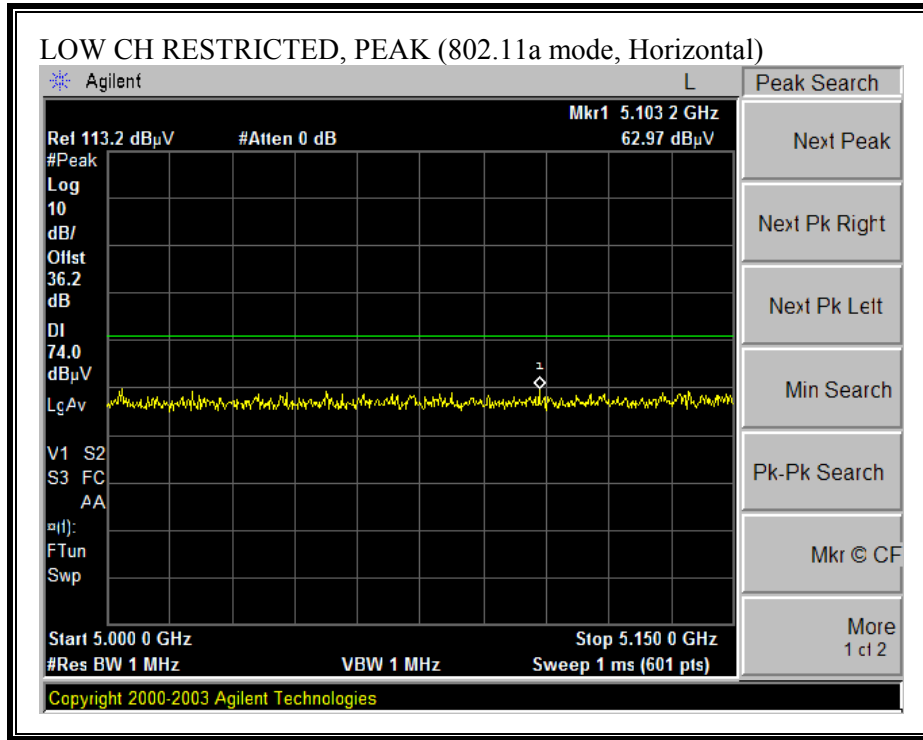 LOW CH RESTRICTED, PEAK (802.11a mode, Horizontal)
Agilent L Peak Search
Mkr1 5.103 2 GHz
Ref 113.2 dBµV #Atten 0 dB 62.97 dBµV
#Peak
Log
10
dB/
Offst
36.2
dB
DI
74.0
dBµV
LgAv
V1 S2
S3 FC
AA
¤(f):
FTun
Swp
1
Start 5.000 0 GHz Stop 5.150 0 GHz
#Res BW 1 MHz VBW 1 MHz Sweep 1 ms (601 pts)
Copyright 2000-2003 Agilent Technologies
Next Peak
Next Pk Right
Next Pk Left
Min Search
Pk-Pk Search
Mkr © CF
More
1 of 2